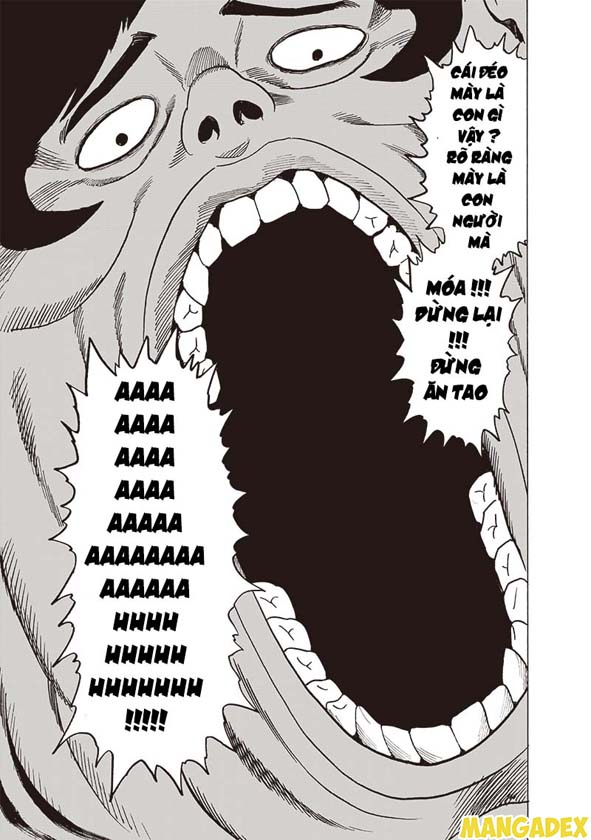 CÁI ĐÉO
MÀY LÀ
CON GÌ
VẬY ?
RÕ RÀNG
MÀY LÀ
CON
NGƯỜI
MÀ
MÓA !!!
ĐỪNG LẠI
!!!
ĐỪNG
ĂN TAO
AAAA
AAAA
AAAA
AAAA
AAAAA
AAAAAAAA
AAAAAA
HHHH
HHHHH
HHHHHHH
!!!!!
MANGADEX